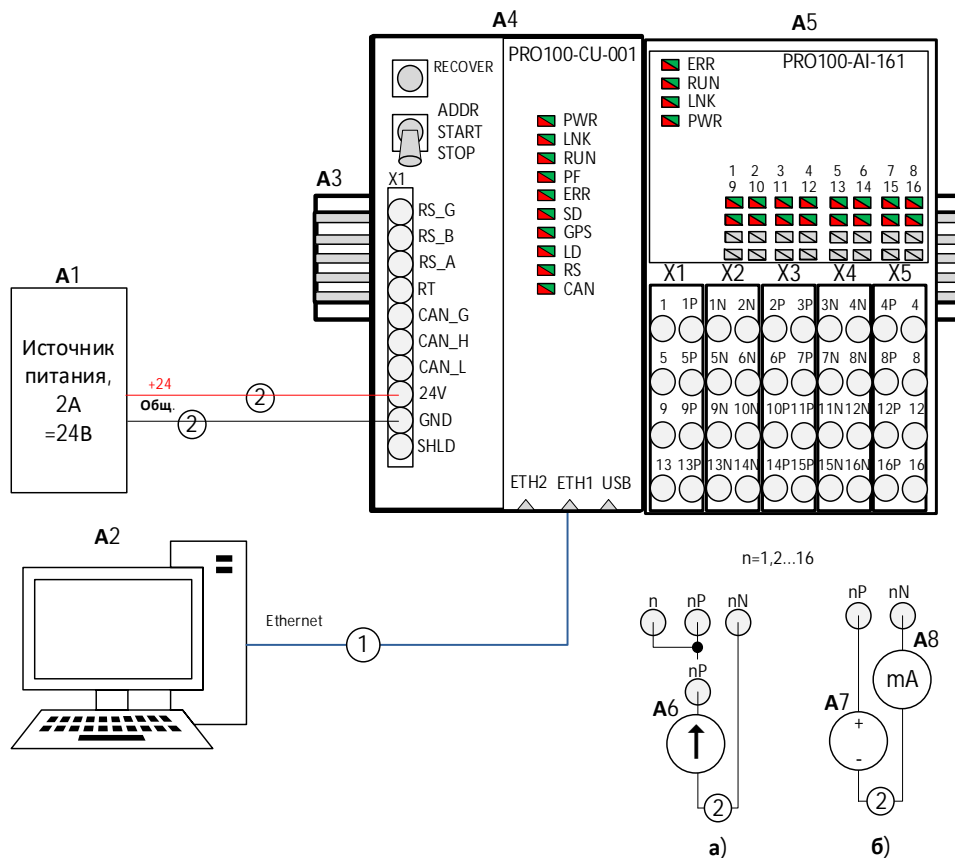 A4
A5
PRO100-CU-001
PRO100-AI-161
RECOVER
ADDR
START
STOP
ERR
RUN
LNK
PWR
PWR
LNK
RUN
PF
ERR
SD
GPS
LD
RS
CAN
1 2 3 4 5 6 7 8
9 10 11 12 13 14 15 16
A3
X1
RS_G
RS_B
RS_A
RT
CAN_G
CAN_H
CAN_L
24V
GND
SHLD
X1 X2 X3 X4 X5
1 1P 1N 2N 2P 3P 3N 4N 4P 4
5 5P 5N 6N 6P 7P 7N 8N 8P 8
9 9P 9N 10N 10P 11P 11N 12N 12P 12
13 13P 13N 14N 14P 15P 15N 16N 16P 16
A1
Источник
питания,
2А
=24В
+24
Общ.
2
2
ETH2 ETH1 USB
A2
Ethernet
1
n=1,2...16
n nP nN
nP
A6
2
а)
nP nN
A8
mA
A7
+
-
2
б)